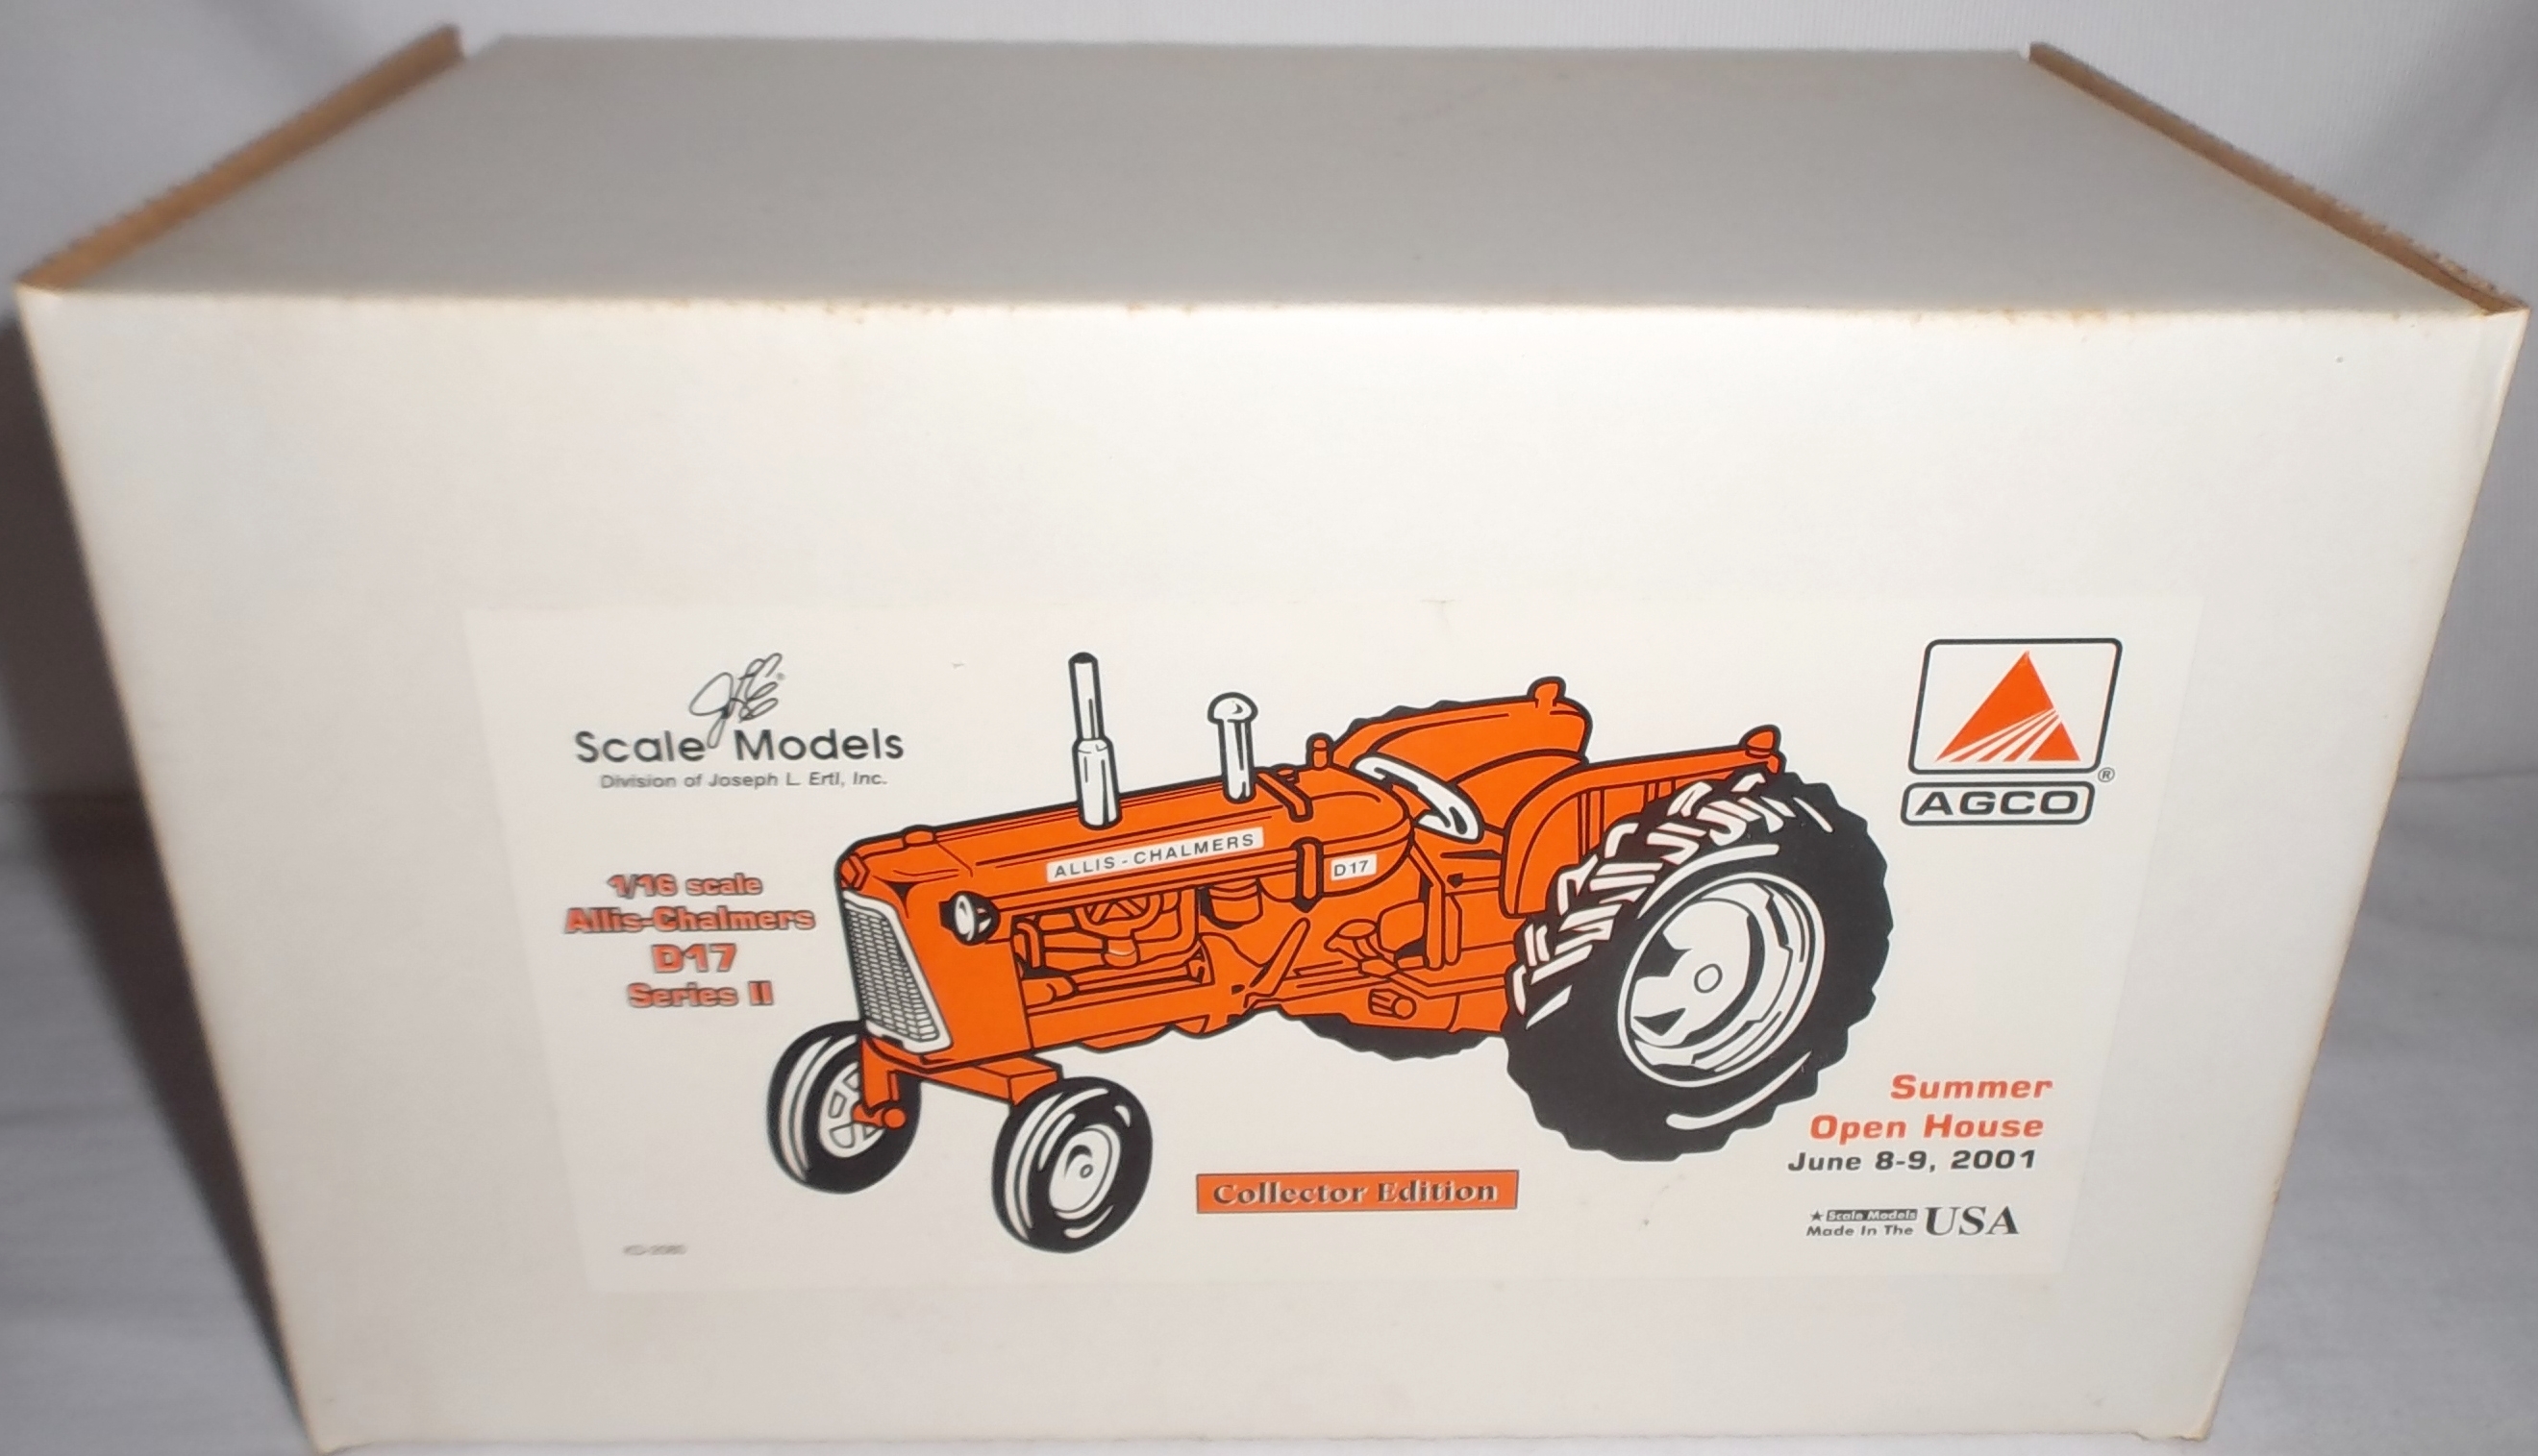 Scale Models
Division of Joseph L. Ertl, Inc.
1/16 scale
Allis-Chalmers
D17
Series II
ALLIS-CHALMERS
D17
AGCO®
Summer
Open House
June 8-9, 2001
Collector Edition
★Scale Models
Made In The USA